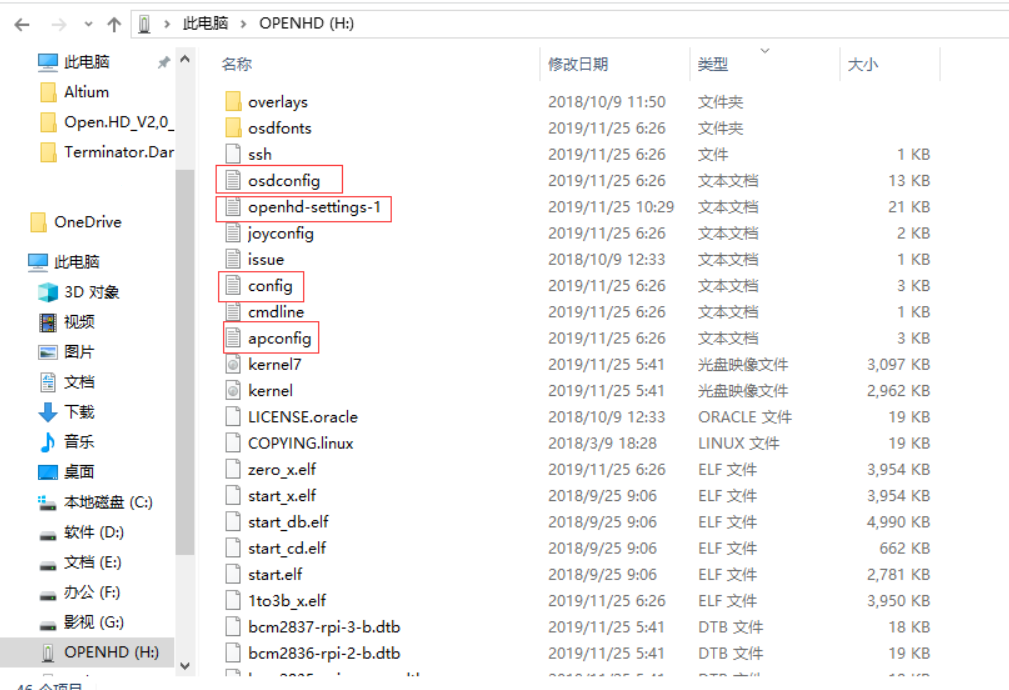 此电脑 > OPENHD (H:)
名称 修改日期 类型 大小
此电脑
Altium
Open.HD_V2,0_
Terminator.Dar
OneDrive
此电脑
3D 对象
视频
图片
文档
下载
音乐
桌面
本地磁盘 (C:)
软件 (D:)
文档 (E:)
办公 (F:)
影视 (G:)
OPENHD (H:)
overlays 2018/10/9 11:50 文件夹
osdfonts 2019/11/25 6:26 文件夹
ssh 2019/11/25 6:26 文件 1 KB
osdconfig 2019/11/25 6:26 文本文档 13 KB
openhd-settings-1 2019/11/25 10:29 文本文档 21 KB
joyconfig 2019/11/25 6:26 文本文档 2 KB
issue 2018/10/9 12:33 文本文档 1 KB
config 2019/11/25 6:26 文本文档 3 KB
cmdline 2019/11/25 6:26 文本文档 1 KB
apconfig 2019/11/25 6:26 文本文档 3 KB
kernel7 2019/11/25 5:41 光盘映像文件 3,097 KB
kernel 2019/11/25 5:41 光盘映像文件 2,962 KB
LICENSE.oracle 2018/10/9 12:33 ORACLE 文件 19 KB
COPYING.linux 2018/3/9 18:28 LINUX 文件 19 KB
zero_x.elf 2019/11/25 6:26 ELF 文件 3,954 KB
start_x.elf 2018/9/25 9:06 ELF 文件 3,954 KB
start_db.elf 2018/9/25 9:06 ELF 文件 4,990 KB
start_cd.elf 2018/9/25 9:06 ELF 文件 662 KB
start.elf 2018/9/25 9:06 ELF 文件 2,781 KB
1to3b_x.elf 2019/11/25 6:26 ELF 文件 3,950 KB
bcm2837-rpi-3-b.dtb 2019/11/25 5:41 DTB 文件 18 KB
bcm2836-rpi-2-b.dtb 2019/11/25 5:41 DTB 文件 19 KB